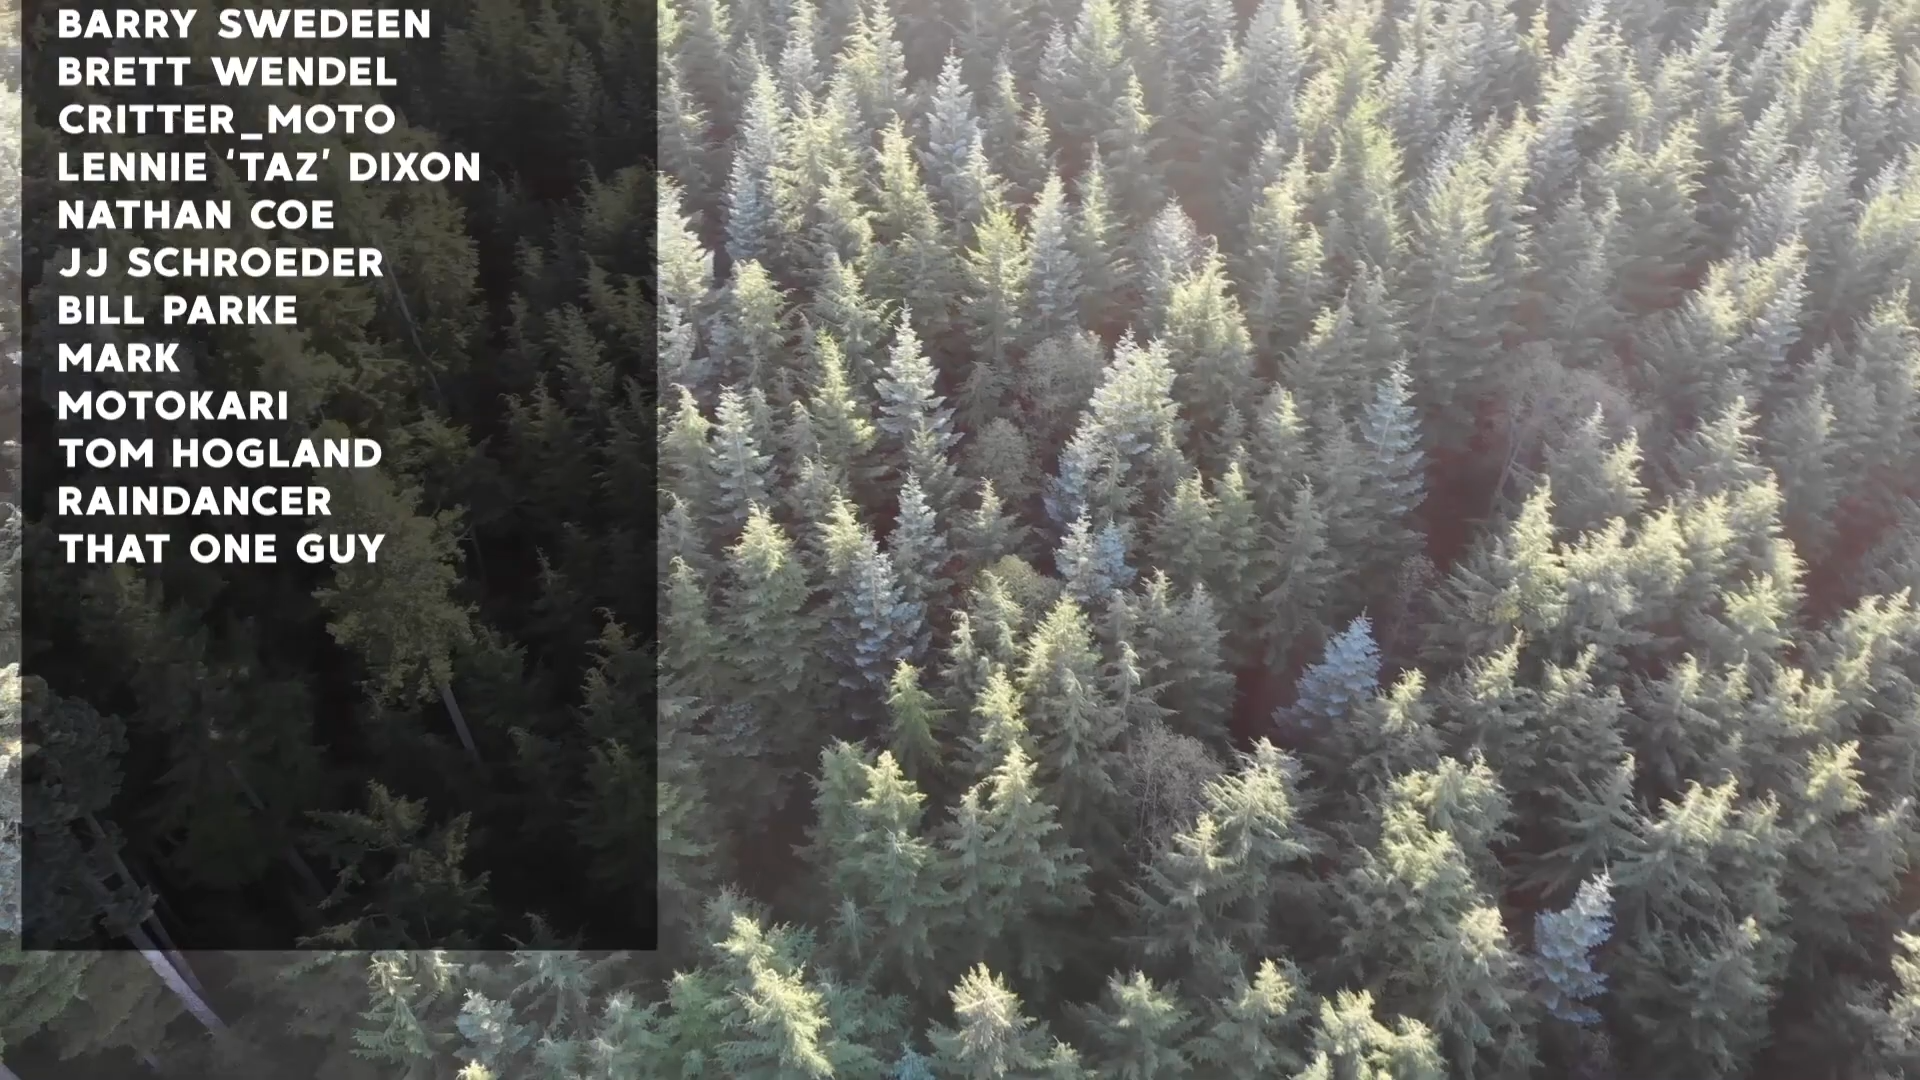 BARRY SWEDEEN
BRETT WENDEL
CRITTER_MOTO
LENNIE ‘TAZ’ DIXON
NATHAN COE
JJ SCHROEDER
BILL PARKE
MARK
MOTOKARI
TOM HOGLAND
RAINDANCER
THAT ONE GUY